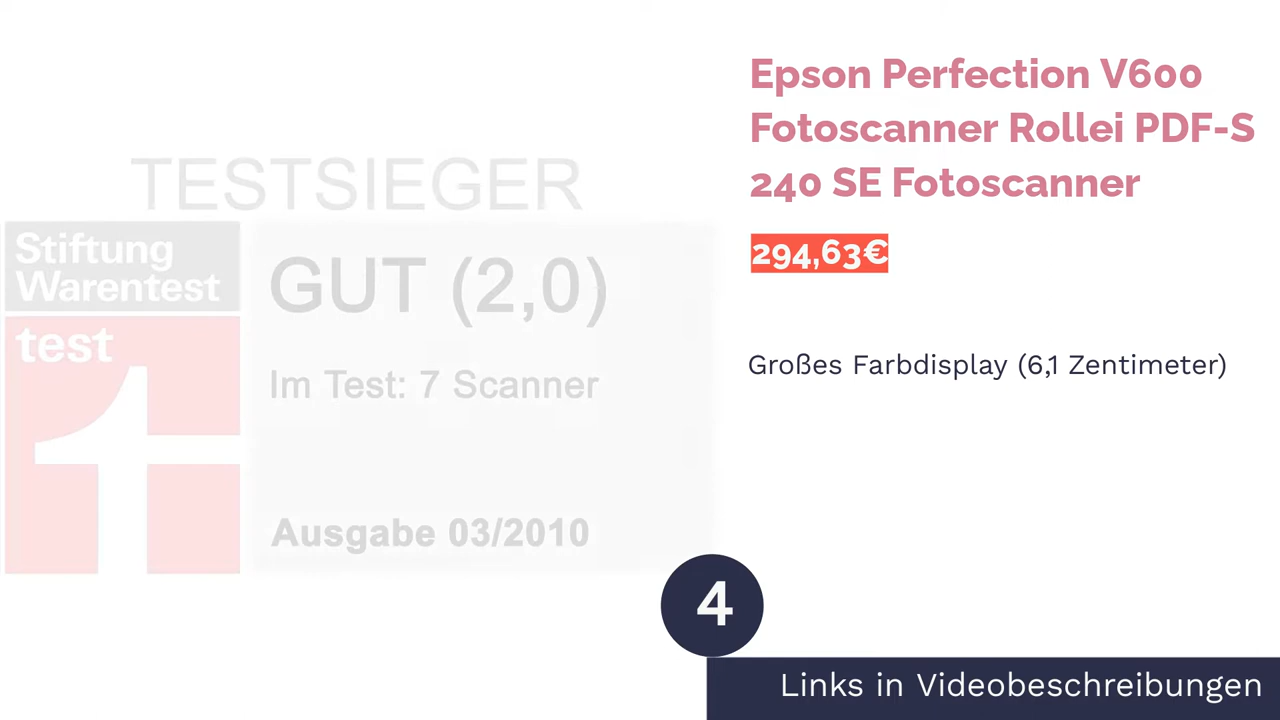 TESTSIEGER
Stiftung
Warentest
test
GUT (2,0)
Im Test: 7 Scanner
Ausgabe 03/2010
Epson Perfection V600
Fotoscanner Rollei PDF-S
240 SE Fotoscanner
294,63€
Großes Farbdisplay (6,1 Zentimeter)
4
Links in Videobeschreibungen